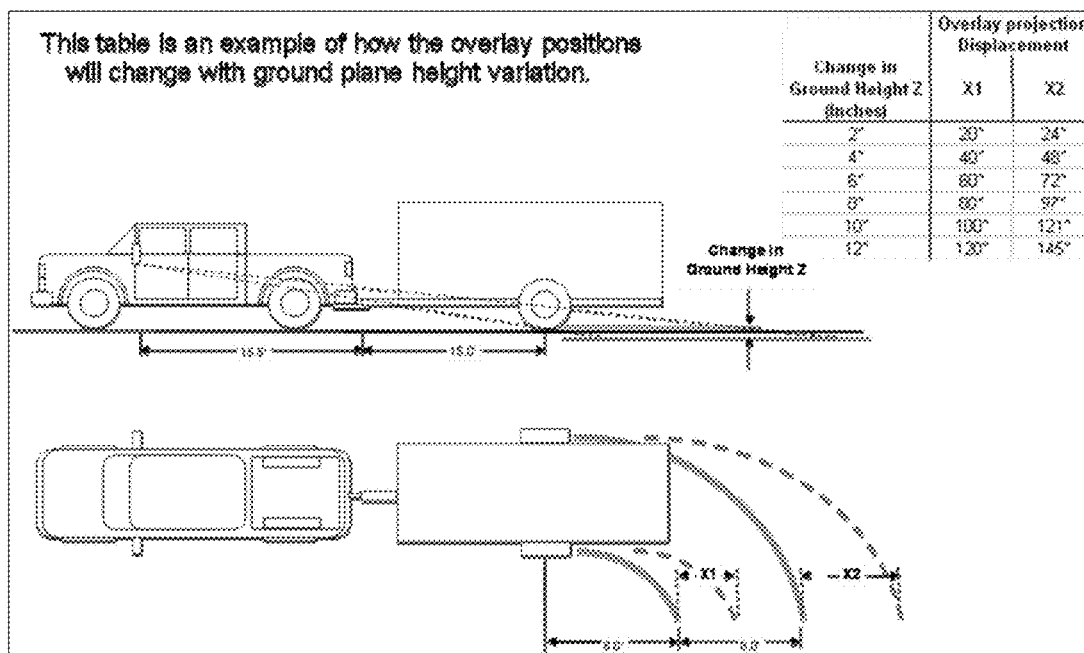 This table is an example of how the overlay positions
will change with ground plane height variation.
Overlay projection
Displacement
Change in
Ground Height Z
(Inches)
X1
X2
2" 20" 24"
4" 40" 48"
6" 60" 72"
8" 80" 97"
10" 100" 121"
12" 120" 145"
Change in
Ground Height Z
15.0'
X1
X2